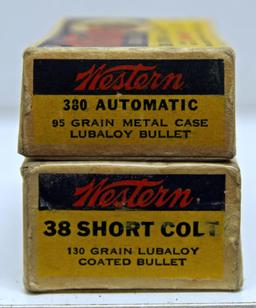 Western
380 AUTOMATIC
95 GRAIN METAL CASE
LUBALOY BULLET
Western
38 SHORT COLT
130 GRAIN LUBALOY
COATED BULLET